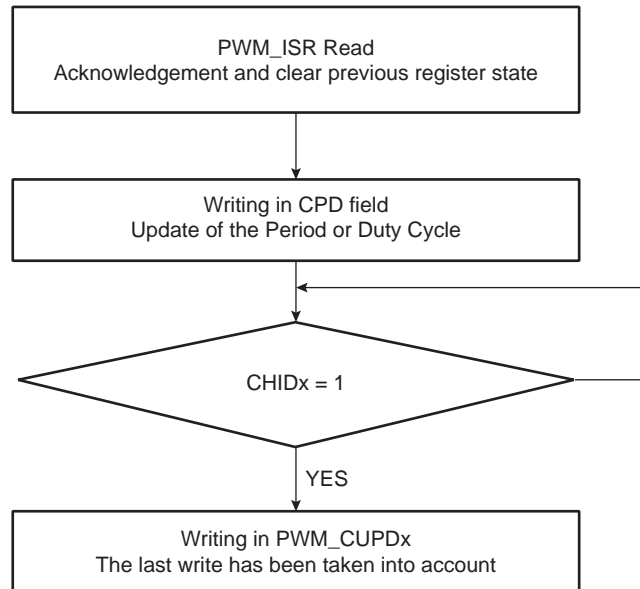 PWM_ISR Read
Acknowledgement and clear previous register state
Writing in CPD field
Update of the Period or Duty Cycle
CHIDx = 1
YES
Writing in PWM_CUPDx
The last write has been taken into account